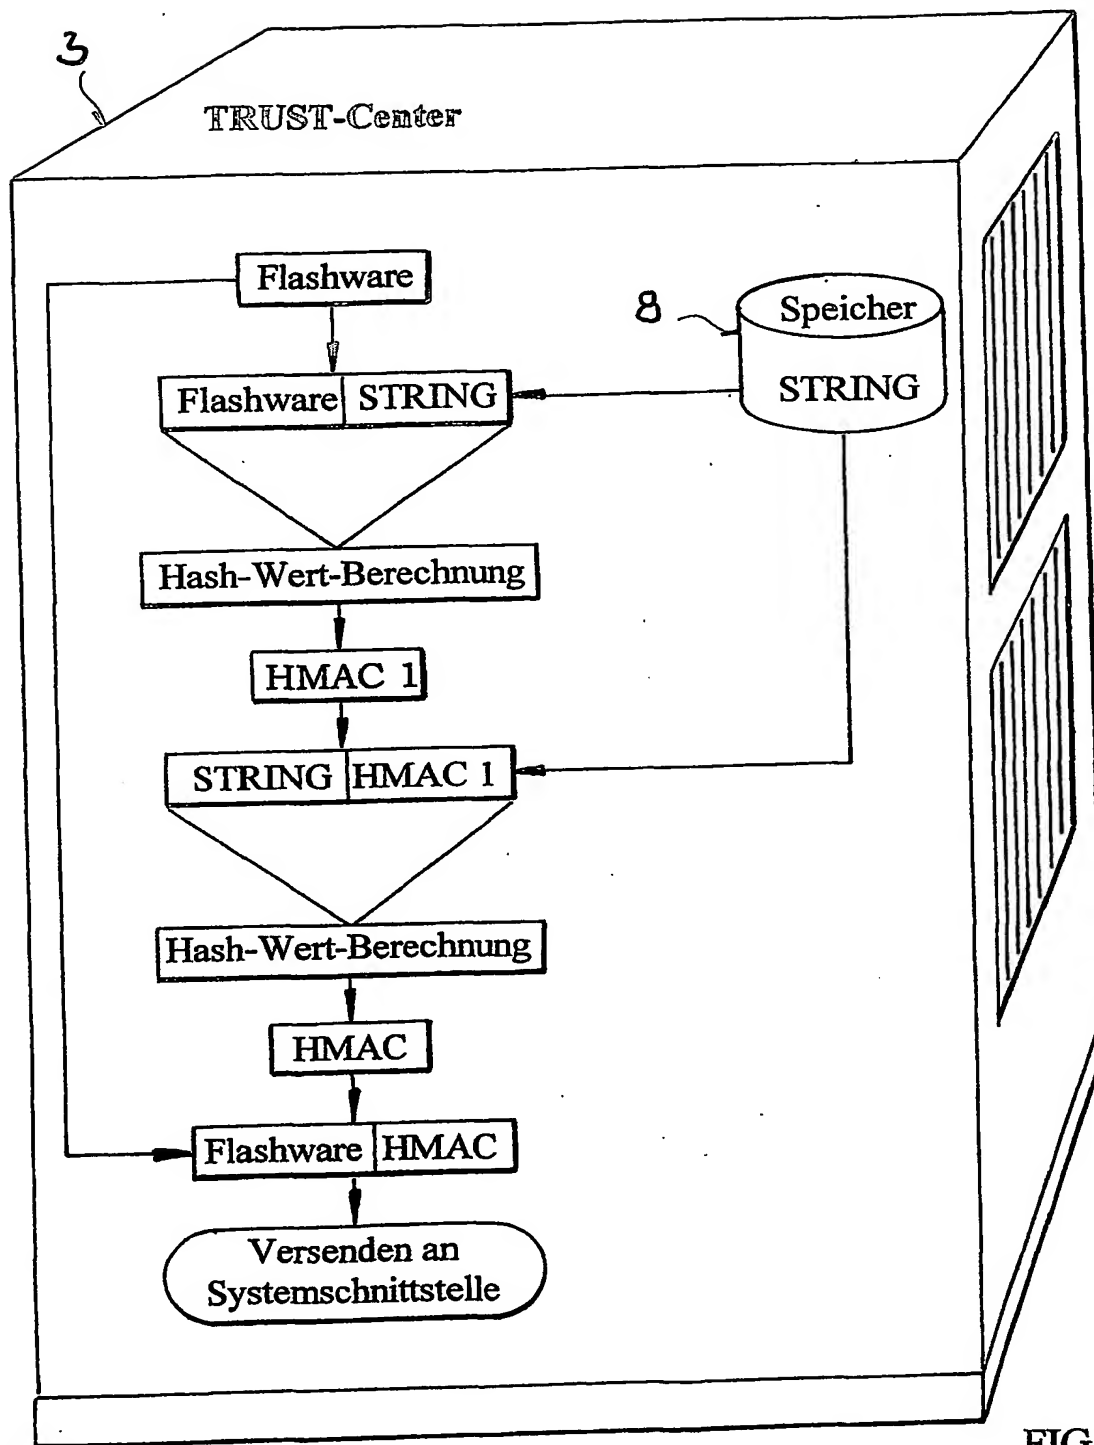 3
TRUST-Center
Flashware
8
Speicher
STRING
Flashware STRING
Hash-Wert-Berechnung
HMAC 1
STRING HMAC 1
Hash-Wert-Berechnung
HMAC
Flashware HMAC
Versenden an
Systemschnittstelle
FIG